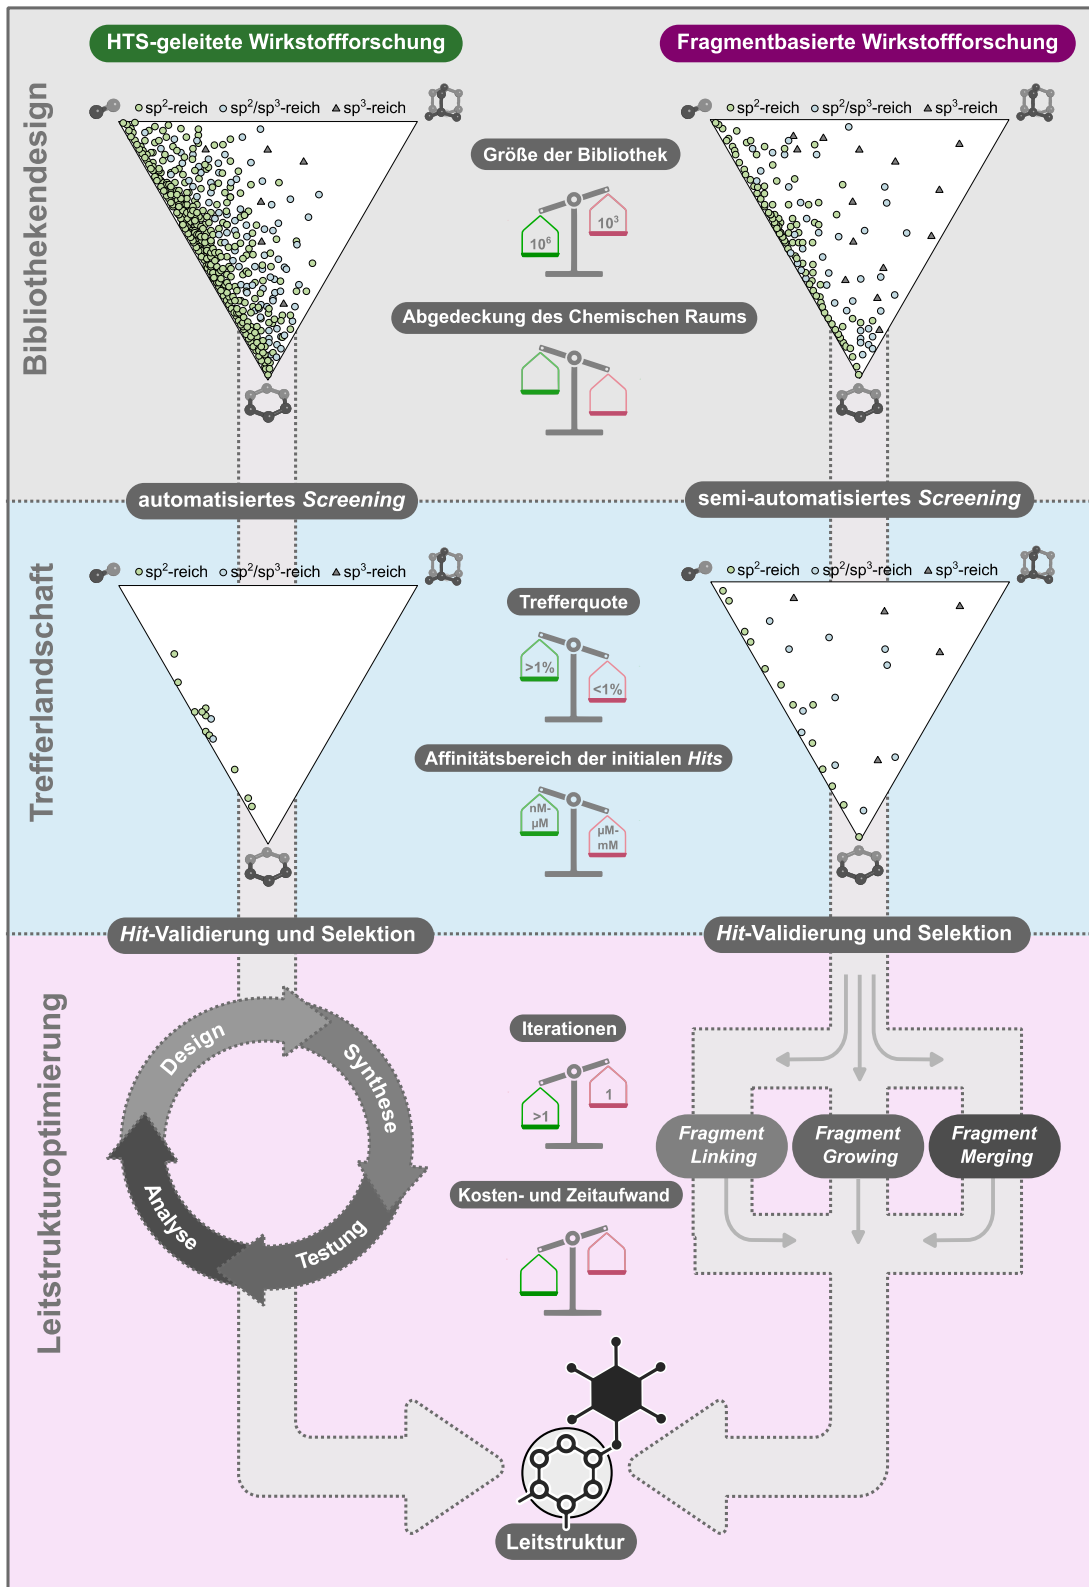 HTS-geleitete Wirkstoffforschung
Fragmentbasierte Wirkstoffforschung
Bibliothekendesign
sp²-reich sp²/sp³-reich sp³-reich
sp²-reich sp²/sp³-reich sp³-reich
Größe der Bibliothek
10⁶
10³
Abgedeckung des Chemischen Raums
automatisiertes Screening
semi-automatisiertes Screening
Trefferlandschaft
sp²-reich sp²/sp³-reich sp³-reich
sp²-reich sp²/sp³-reich sp³-reich
Trefferquote
>1%
<1%
Affinitätsbereich der initialen Hits
nM-
µM
µM-
mM
Hit-Validierung und Selektion
Hit-Validierung und Selektion
Leitstrukturoptimierung
Design
Synthese
Testung
Analyse
Iterationen
>1
1
Kosten- und Zeitaufwand
Fragment
Linking
Fragment
Growing
Fragment
Merging
Leitstruktur